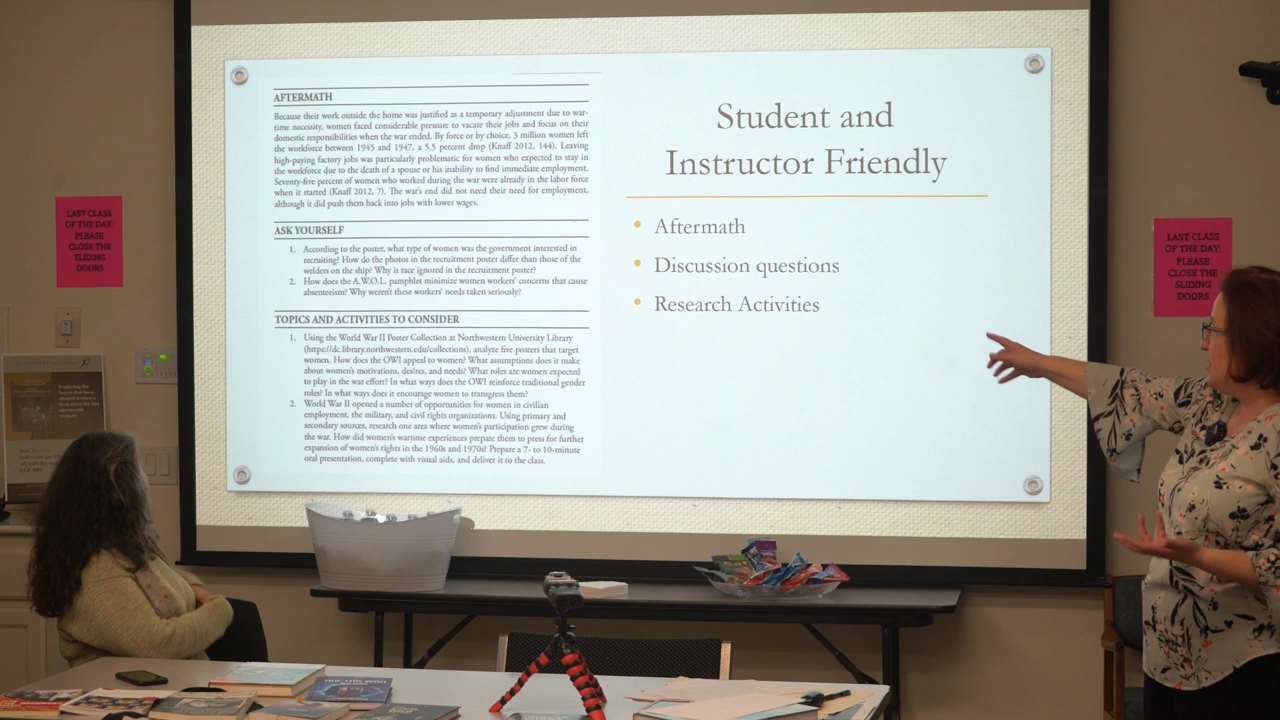 AFTERMATH
Because their work outside the home was justified as a temporary adjustment due to war-
time necessity, women faced considerable pressure to vacate their jobs and focus on their
domestic responsibilities when the war ended. By force or by choice, 3 million women left
the workforce between 1945 and 1947, a 5.5 percent drop (Knaff 2012, 144). Leaving
high-paying factory jobs was particularly problematic for women who expected to stay in
the workforce due to the death of a spouse or his inability to find immediate employment.
Seventy-five percent of women who worked during the war were already in the labor force
when it started (Knaff 2012, 7). The war's end did not need their need for employment,
although it did push them back into jobs with lower wages.
ASK YOURSELF
1. According to the poster, what type of women was the government interested in
recruiting? How do the photos in the recruitment poster differ than those of the
welders on the ship? Why is race ignored in the recruitment poster?
2. How does the A.W.O.L. pamphlet minimize women workers' concerns that cause
absenteeism? Why weren't these workers' needs taken seriously?
TOPICS AND ACTIVITIES TO CONSIDER
1. Using the World War II Poster Collection at Northwestern University Library
(https://dc.library.northwestern.edu/collections), analyze five posters that target
women. How does the OWI appeal to women? What assumptions does it make
about women's motivations, desires, and needs? What roles are women expected
to play in the war effort? In what ways does the OWI reinforce traditional gender
roles? In what ways does it encourage women to transgress them?
2. World War II opened a number of opportunities for women in civilian
employment, the military, and civil rights organizations. Using primary and
secondary sources, research one area where women's participation grew during
the war. How did women's wartime experiences prepare them to press for further
expansion of women's rights in the 1960s and 1970s? Prepare a 7- to 10-minute
oral presentation, complete with visual aids, and deliver it to the class.
Student and
Instructor Friendly
• Aftermath
• Discussion questions
• Research Activities
LAST CLASS
OF THE DAY:
PLEASE
CLOSE THE
SLIDING
DOORS
LAST CLASS
OF THE DAY:
PLEASE
CLOSE THE
SLIDING
DOORS